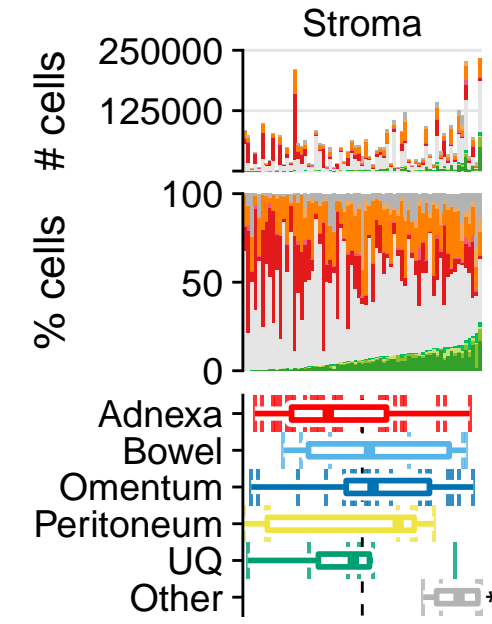 Stroma
# cells
250000
125000
% cells
100
50
0
Adnexa
Bowel
Omentum
Peritoneum
UQ
Other
*